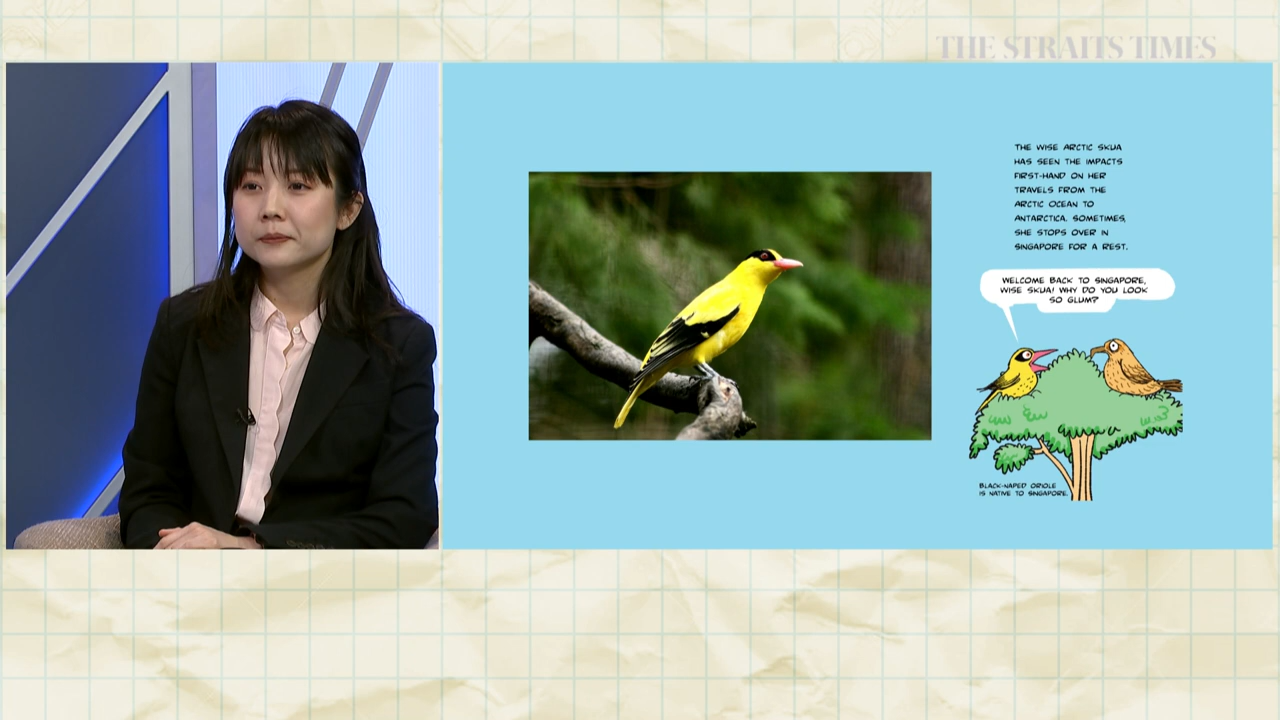 THE STRAITS TIMES
THE WISE ARCTIC SKUA
HAS SEEN THE IMPACTS
FIRST-HAND ON HER
TRAVELS FROM THE
ARCTIC OCEAN TO
ANTARCTICA. SOMETIMES,
SHE STOPS OVER IN
SINGAPORE FOR A REST.
WELCOME BACK TO SINGAPORE,
WISE SKUA! WHY DO YOU LOOK
SO GLUM?
BLACK-NAPED ORIOLE
IS NATIVE TO SINGAPORE.